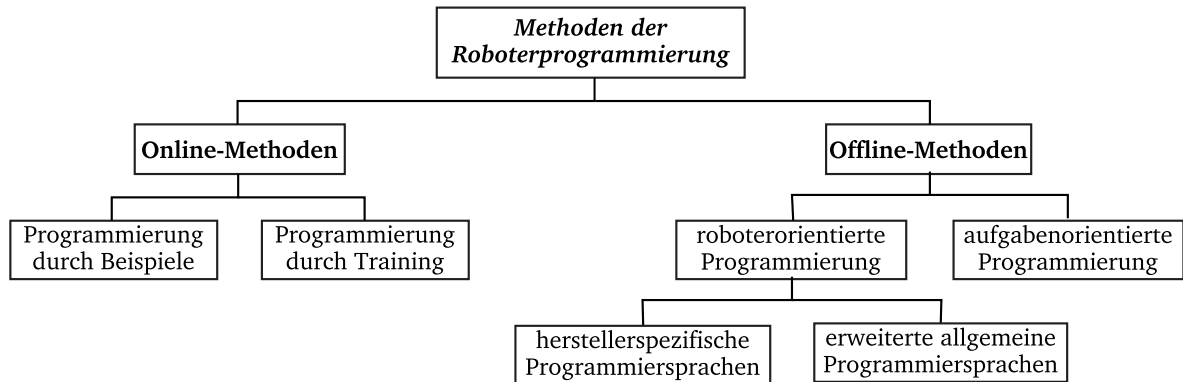 Methoden der
Roboterprogrammierung
Online-Methoden
Offline-Methoden
Programmierung
durch Beispiele
Programmierung
durch Training
roboterorientierte
Programmierung
aufgabenorientierte
Programmierung
herstellerspezifische
Programmiersprachen
erweiterte allgemeine
Programmiersprachen